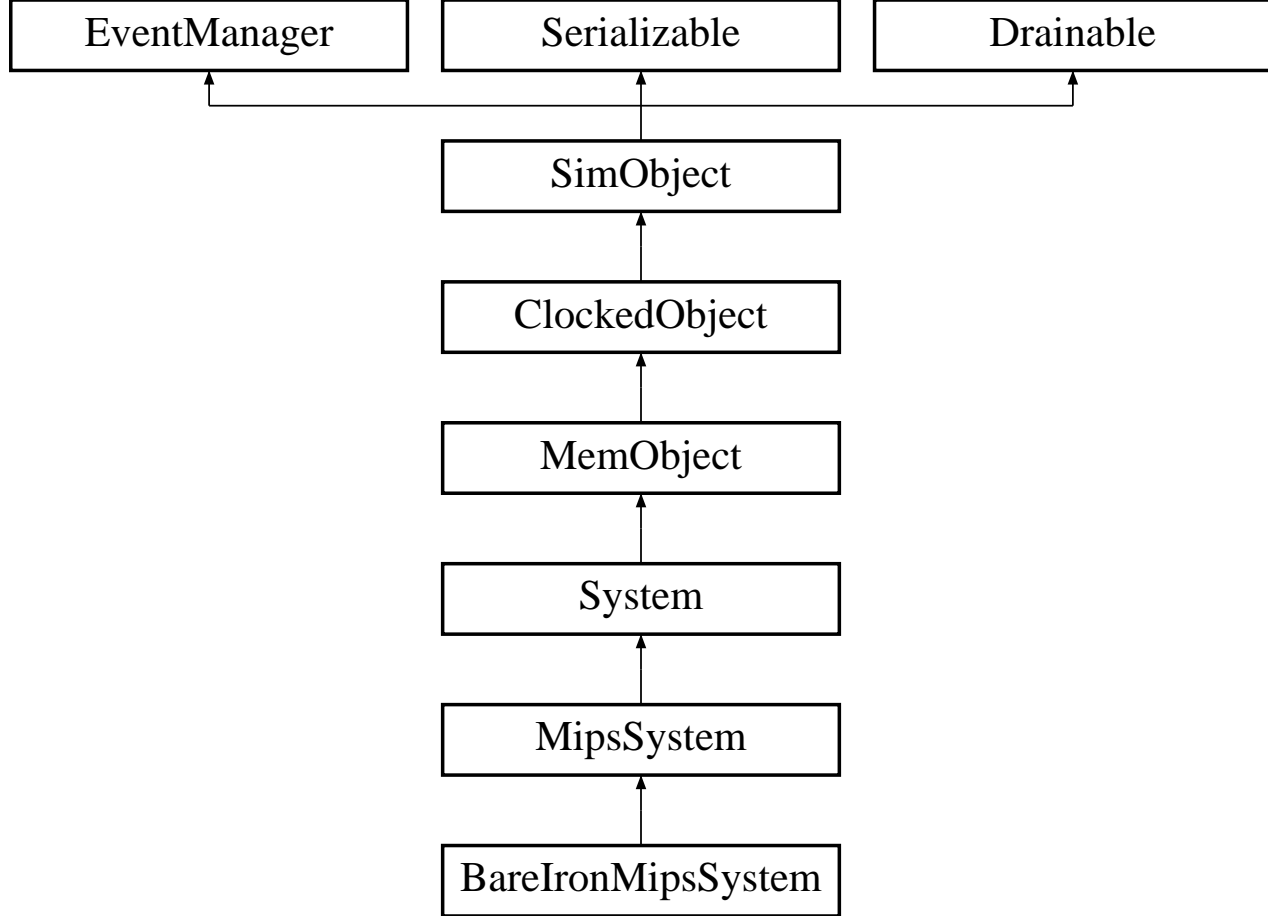 EventManager Serializable Drainable
SimObject
ClockedObject
MemObject
System
MipsSystem
BareIronMipsSystem